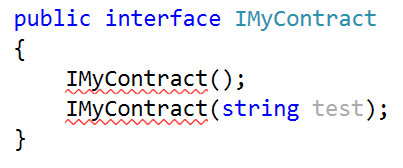 public interface IMyContract
{
    IMyContract();
    IMyContract(string test);
}